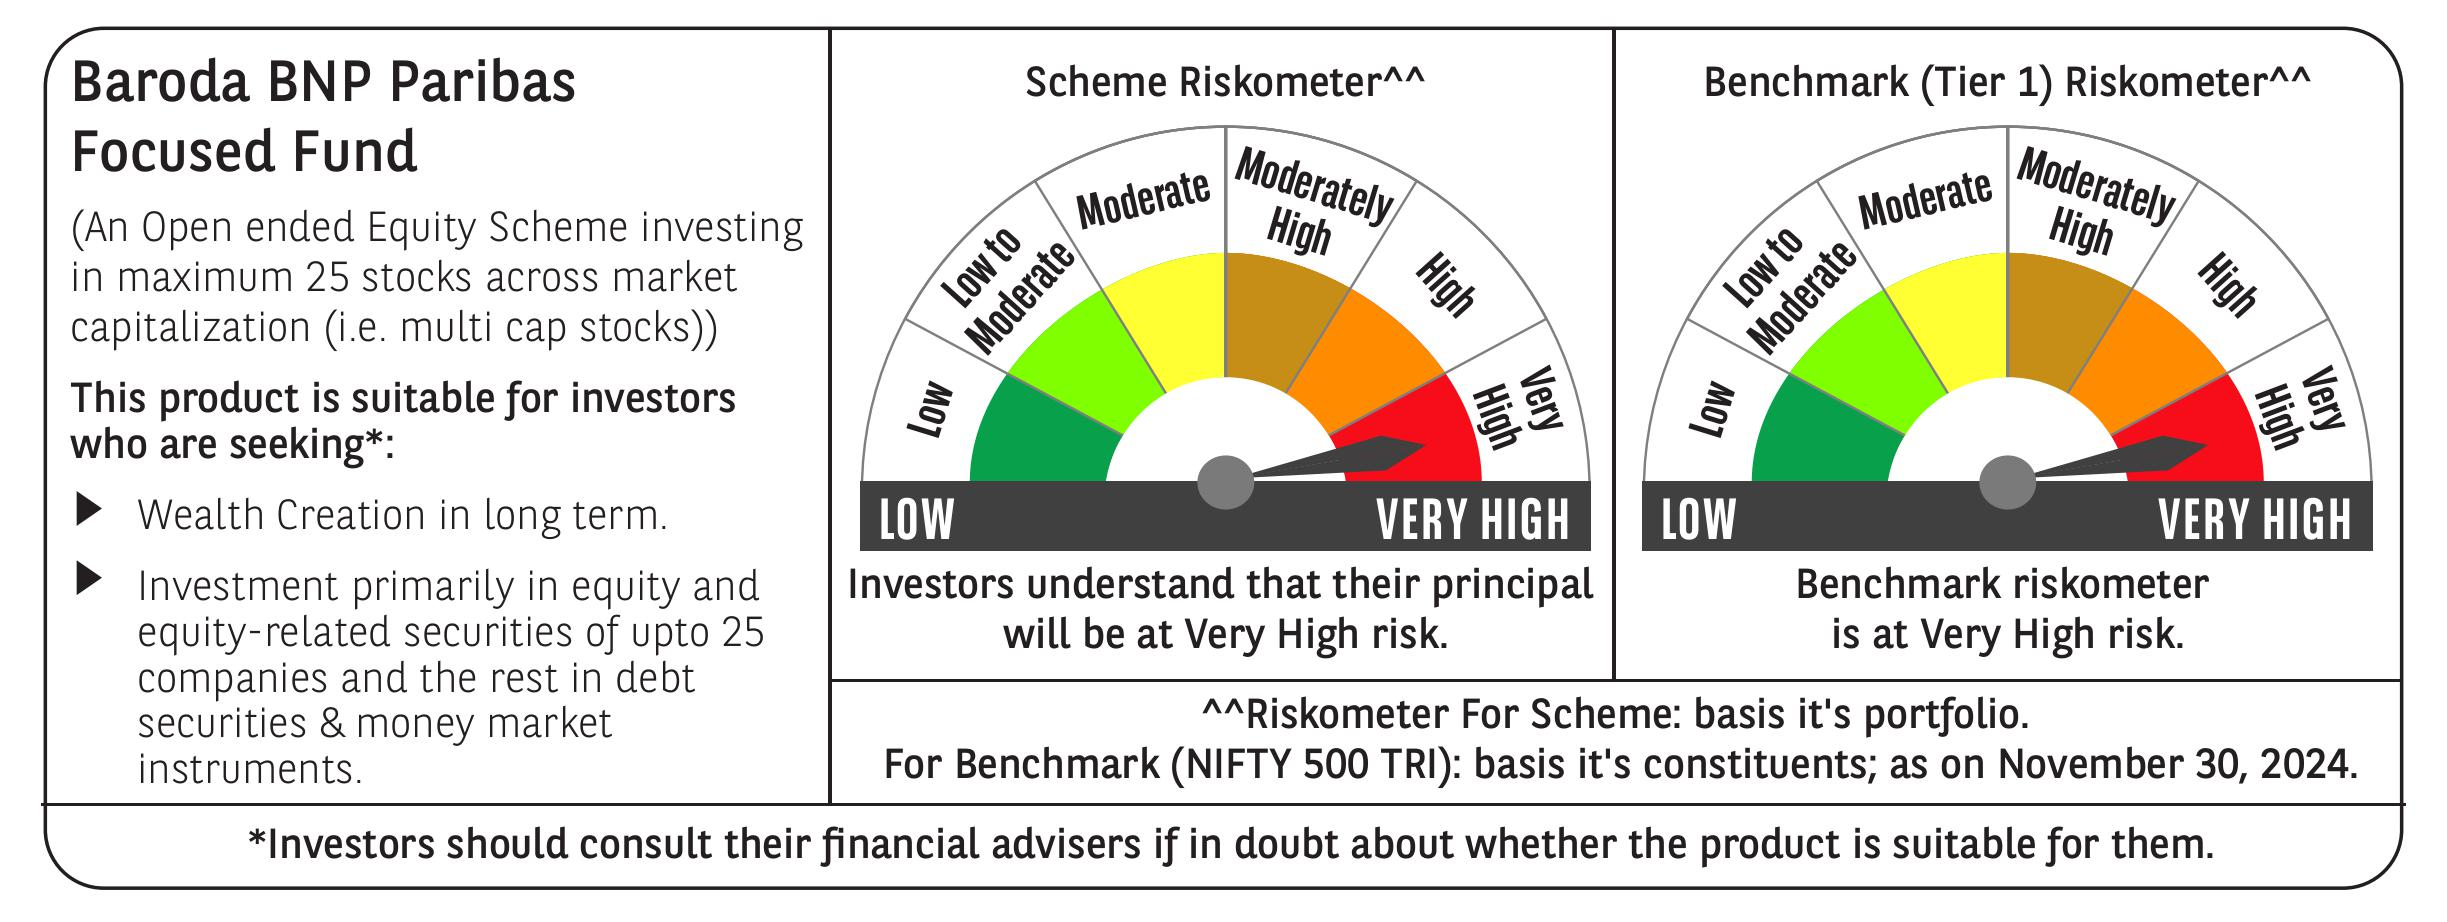 Baroda BNP Paribas
Focused Fund
(An Open ended Equity Scheme investing
in maximum 25 stocks across market
capitalization (i.e. multi cap stocks))
This product is suitable for investors
who are seeking*:
Wealth Creation in long term.
Investment primarily in equity and
equity-related securities of upto 25
companies and the rest in debt
securities & money market
instruments.
Scheme Riskometer^^
Low
Low to
Moderate
Moderate
Moderately
High
High
Very
High
LOW
VERY HIGH
Investors understand that their principal
will be at Very High risk.
Benchmark (Tier 1) Riskometer^^
Low
Low to
Moderate
Moderate
Moderately
High
High
Very
High
LOW
VERY HIGH
Benchmark riskometer
is at Very High risk.
^^Riskometer For Scheme: basis it's portfolio.
For Benchmark (NIFTY 500 TRI): basis it's constituents; as on November 30, 2024.
*Investors should consult their financial advisers if in doubt about whether the product is suitable for them.